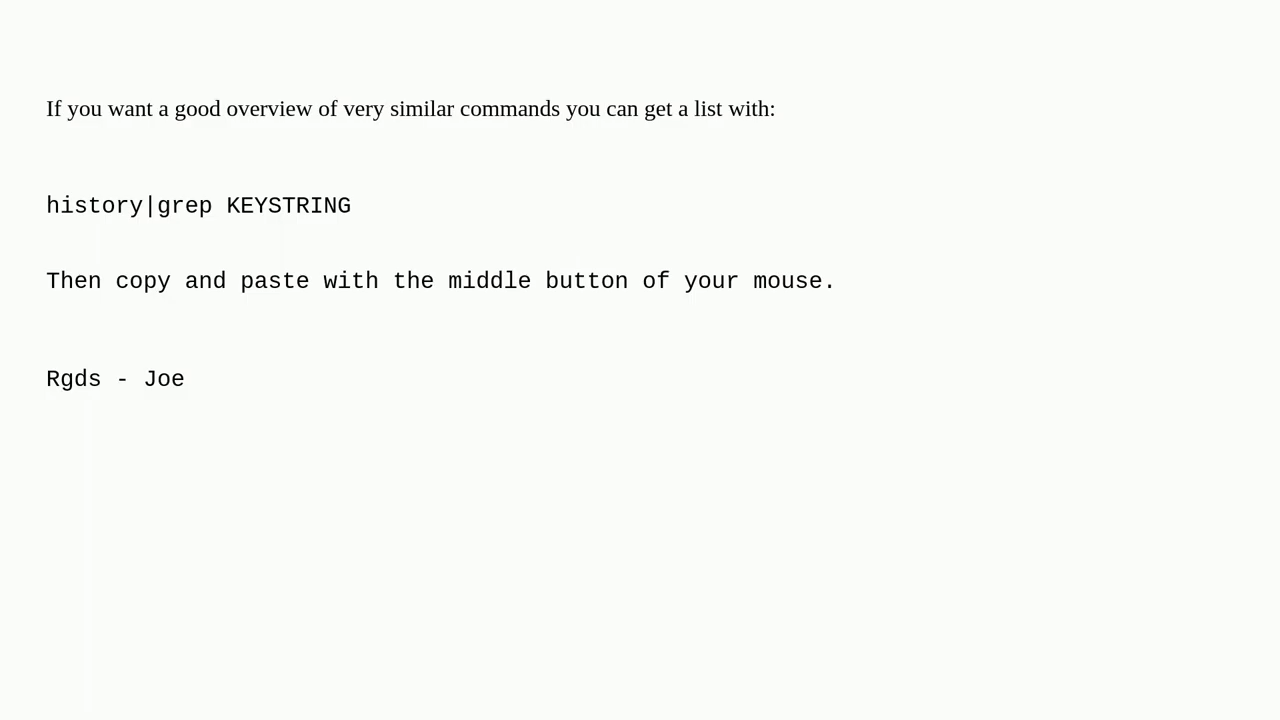 If you want a good overview of very similar commands you can get a list with:
history|grep KEYSTRING
Then copy and paste with the middle button of your mouse.
Rgds - Joe